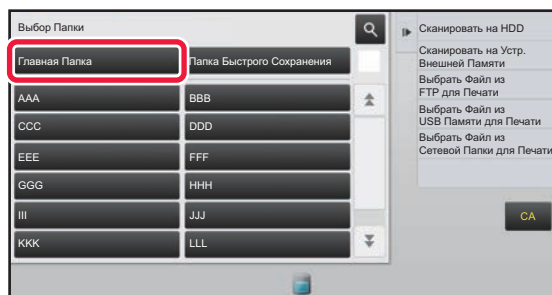 Выбор Папки
Главная Папка
Папка Быстрого Сохранения
AAA
BBB
CCC
DDD
EEE
FFF
GGG
HHH
III
JJJ
KKK
LLL
Сканировать на HDD
Сканировать на Устр.
Внешней Памяти
Выбрать Файл из
FTP для Печати
Выбрать Файл из
USB Памяти для Печати
Выбрать Файл из
Сетевой Папки для Печати
CA